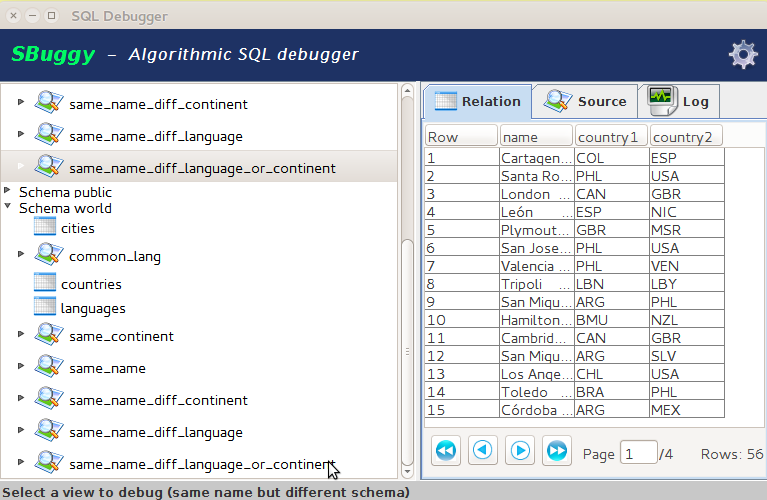 SQL Debugger
SBuggy – Algorithmic SQL debugger
same_name_diff_continent
same_name_diff_language
same_name_diff_language_or_continent
Schema public
Schema world
cities
common_lang
countries
languages
same_continent
same_name
same_name_diff_continent
same_name_diff_language
same_name_diff_language_or_continent
Relation Source Log
Row name country1 country2
1 Cartagen... COL ESP
2 Santa Ro... PHL USA
3 London ... CAN GBR
4 León ... ESP NIC
5 Plymout... GBR MSR
6 San Jose... PHL USA
7 Valencia ... PHL VEN
8 Tripoli ... LBN LBY
9 San Migu... ARG PHL
10 Hamilton... BMU NZL
11 Cambrid... CAN GBR
12 San Migu... ARG SLV
13 Los Ange... CHL USA
14 Toledo ... BRA PHL
15 Córdoba ... ARG MEX
Page 1 /4 Rows: 56
Select a view to debug (same name but different schema)